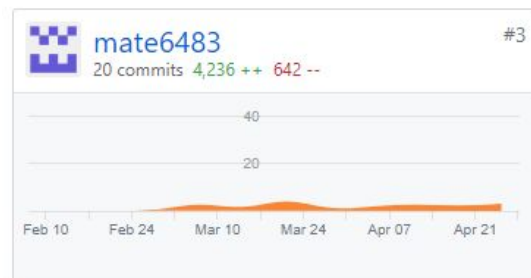 mate6483
#3
20 commits 4,236 ++ 642 --
40
20
Feb 10 Feb 24 Mar 10 Mar 24 Apr 07 Apr 21